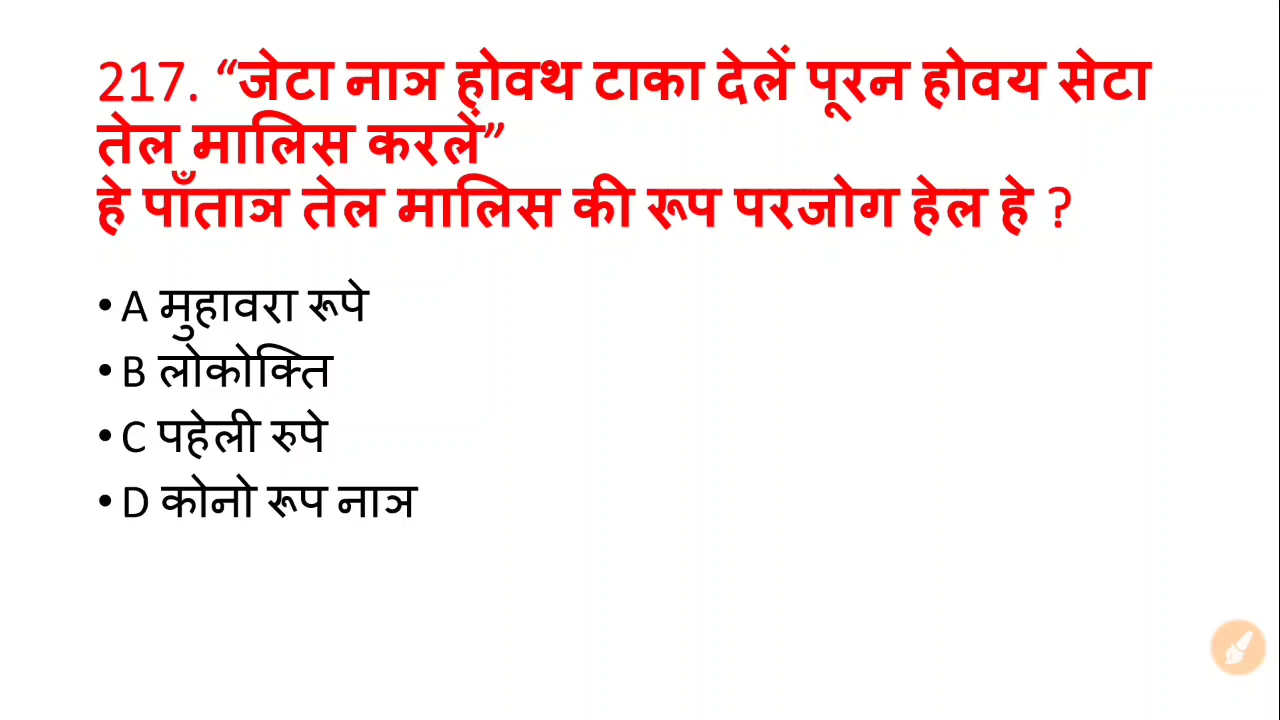 217. “जेटा नाञ होवथ टाका देलें पूरन होवय सेटा
तेल मालिस करले”
हे पाँताञ तेल मालिस की रूप परजोग हेल हे ?
• A मुहावरा रूपे
• B लोकोक्ति
• C पहेली रुपे
• D कोनो रूप नाञ